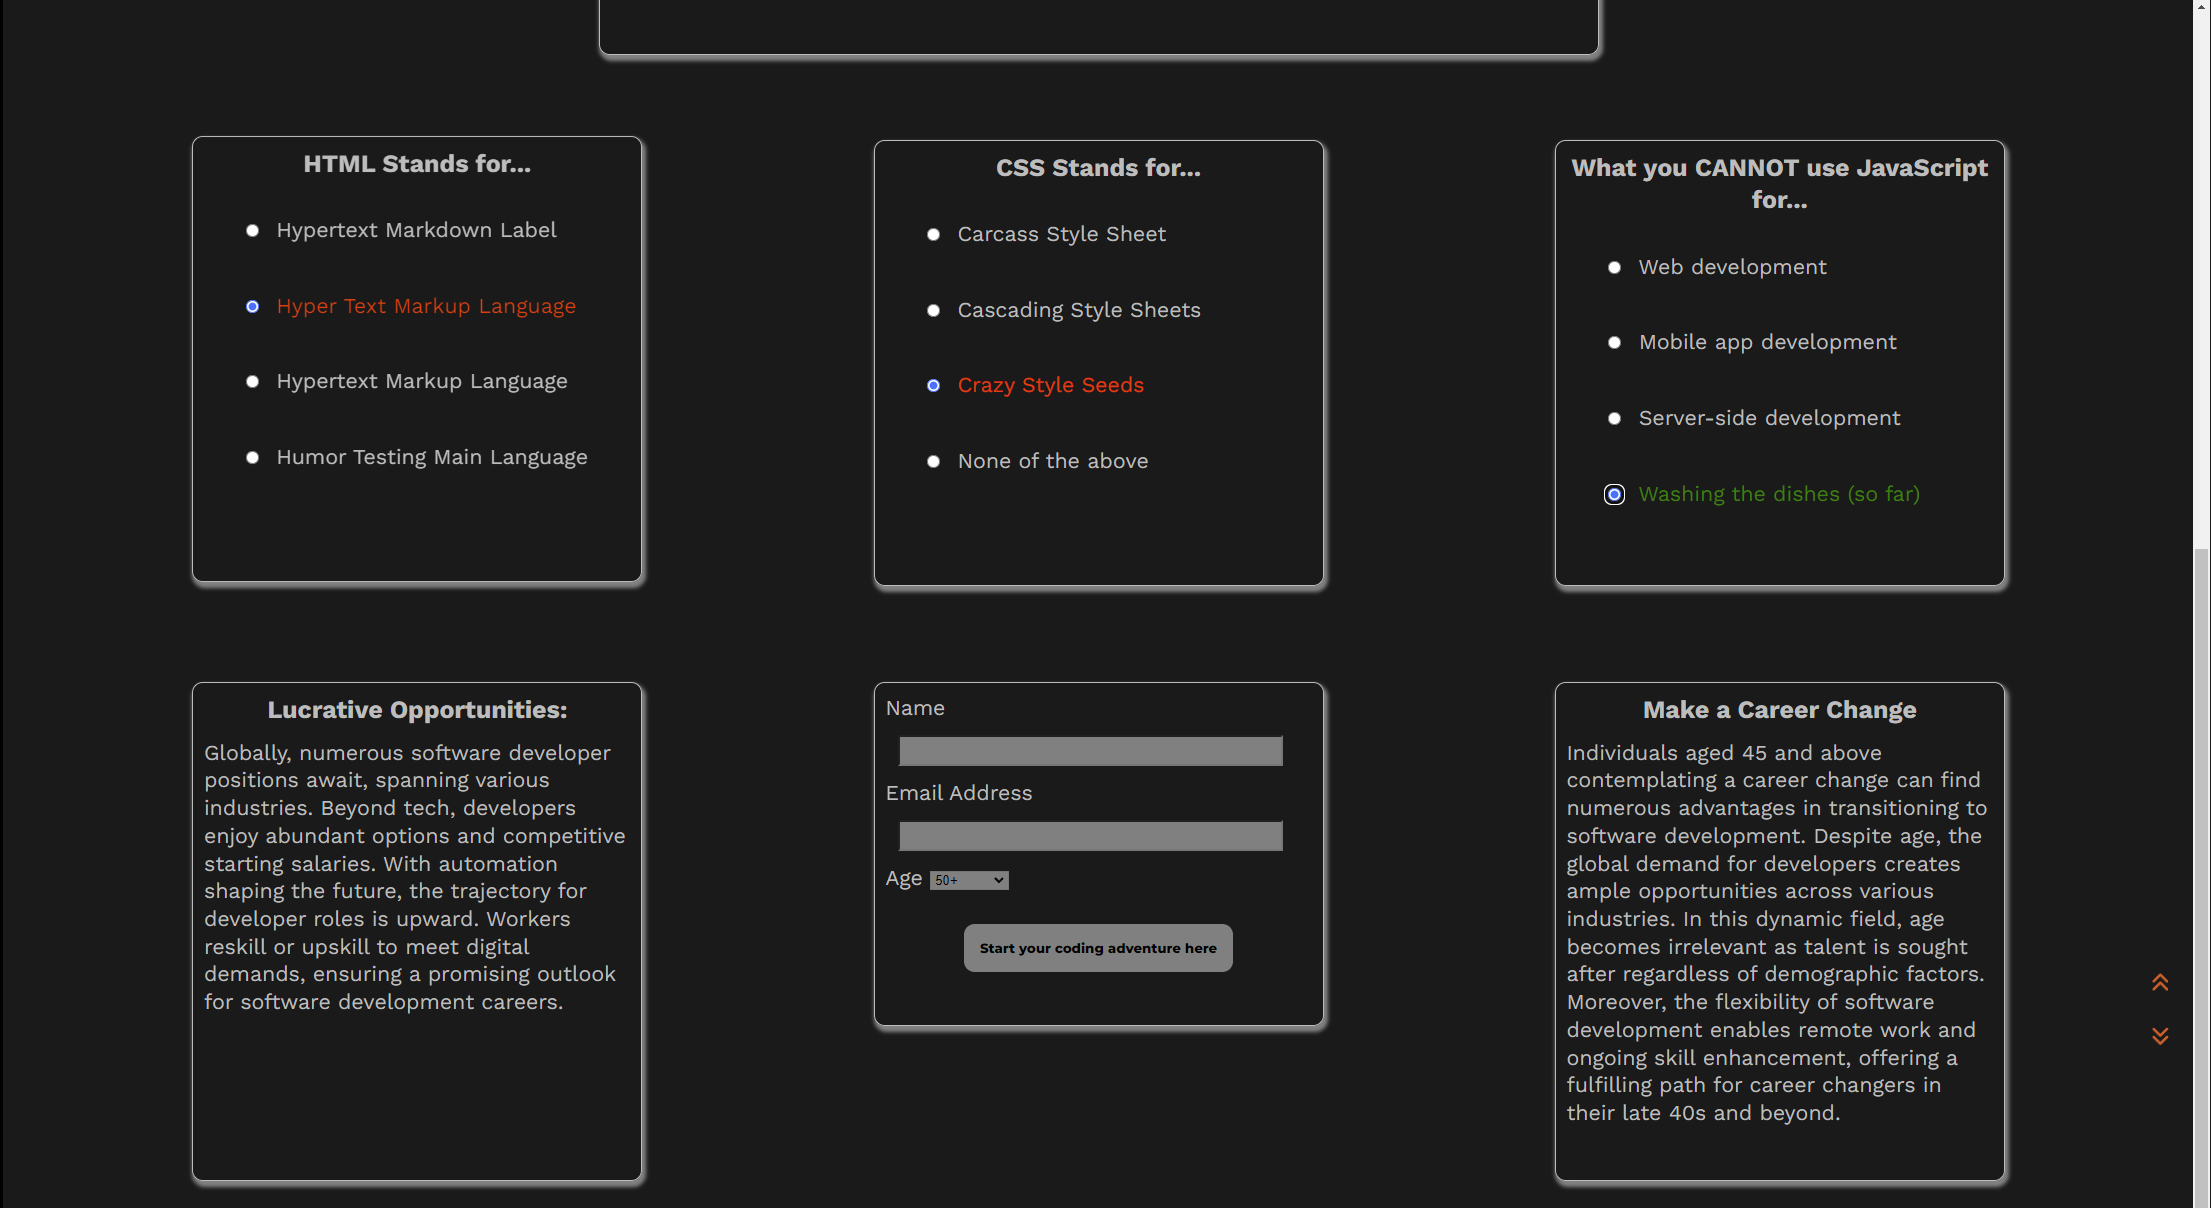 HTML Stands for...
Hypertext Markdown Label
Hyper Text Markup Language
Hypertext Markup Language
Humor Testing Main Language
CSS Stands for...
Carcass Style Sheet
Cascading Style Sheets
Crazy Style Seeds
None of the above
What you CANNOT use JavaScript
for...
Web development
Mobile app development
Server-side development
Washing the dishes (so far)
Lucrative Opportunities:
Globally, numerous software developer
positions await, spanning various
industries. Beyond tech, developers
enjoy abundant options and competitive
starting salaries. With automation
shaping the future, the trajectory for
developer roles is upward. Workers
reskill or upskill to meet digital
demands, ensuring a promising outlook
for software development careers.
Name
Email Address
Age 50+
Start your coding adventure here
Make a Career Change
Individuals aged 45 and above
contemplating a career change can find
numerous advantages in transitioning to
software development. Despite age, the
global demand for developers creates
ample opportunities across various
industries. In this dynamic field, age
becomes irrelevant as talent is sought
after regardless of demographic factors.
Moreover, the flexibility of software
development enables remote work and
ongoing skill enhancement, offering a
fulfilling path for career changers in
their late 40s and beyond.